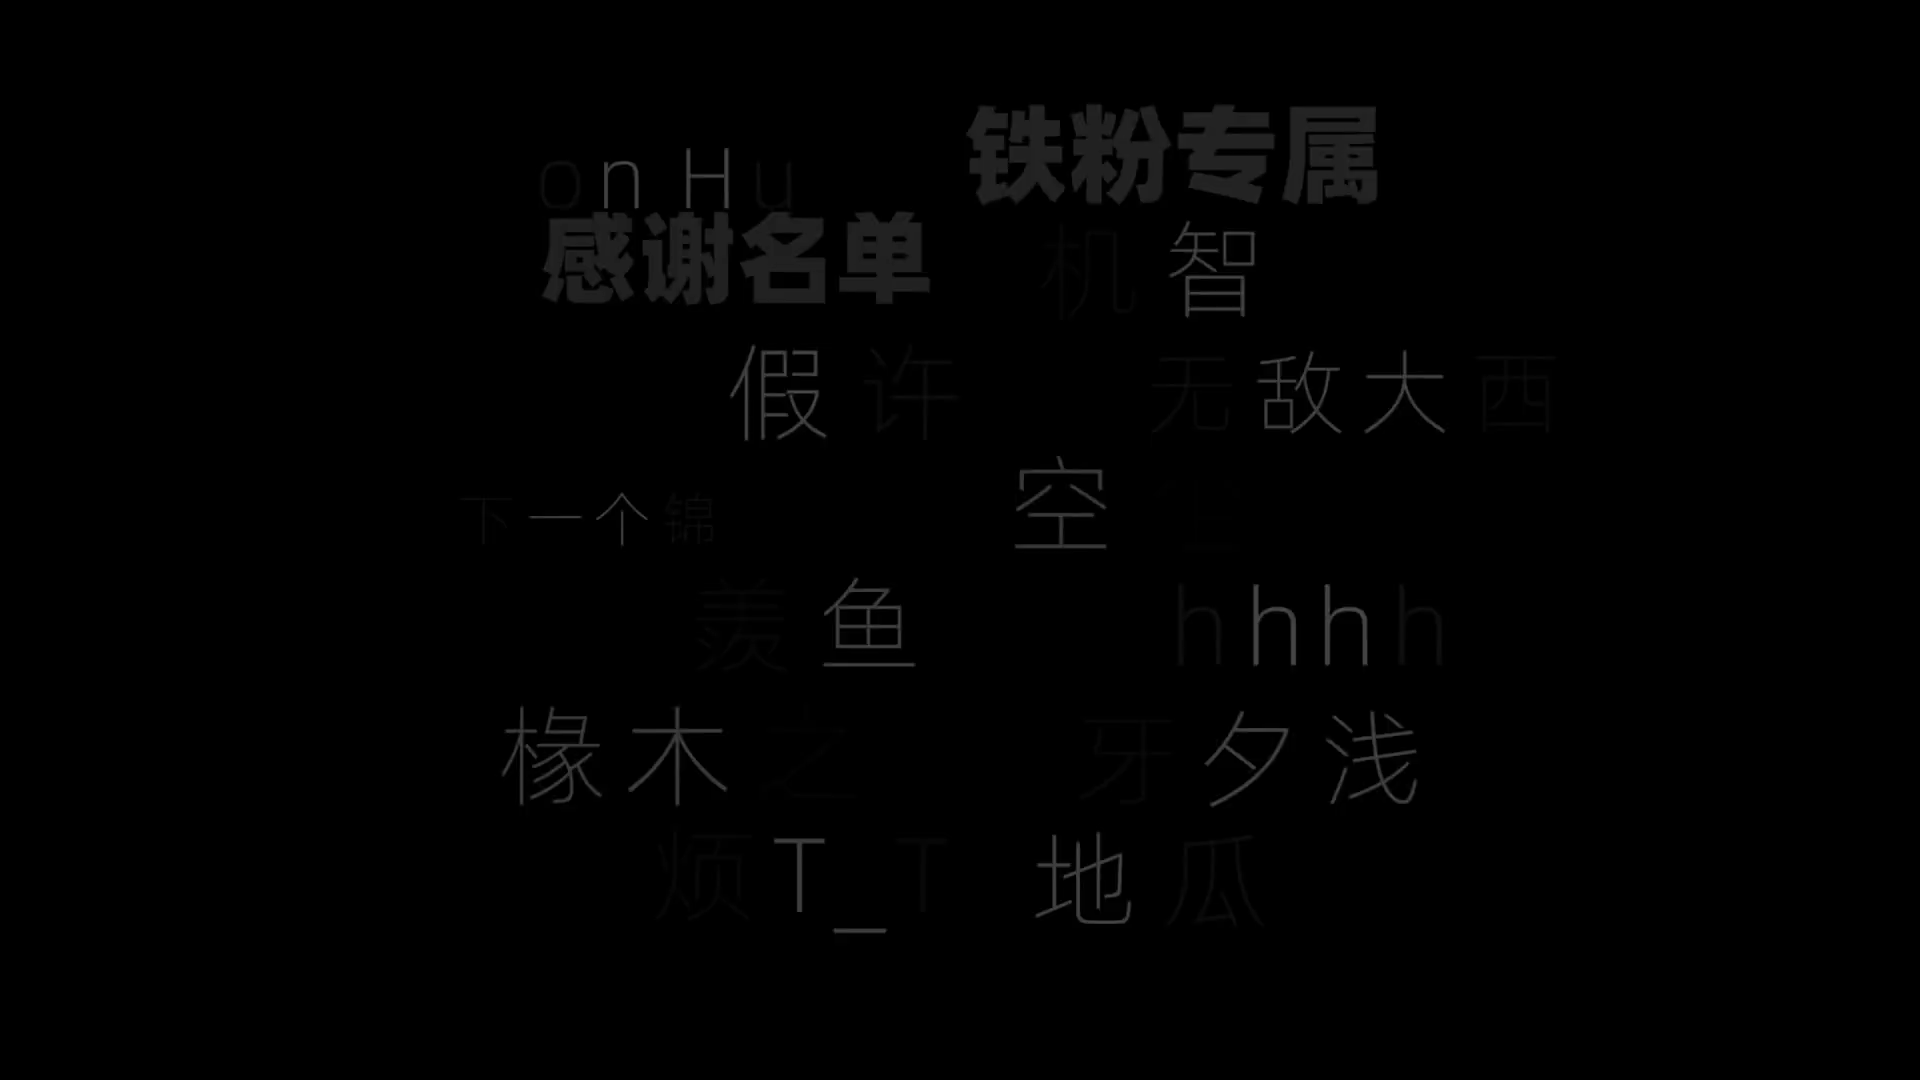 铁粉专属
on Hu
感谢名单
机智
假许
无敌大西
下一个锦
空
羡鱼
hhhh
椽木之
牙夕浅
烦T_T
地瓜